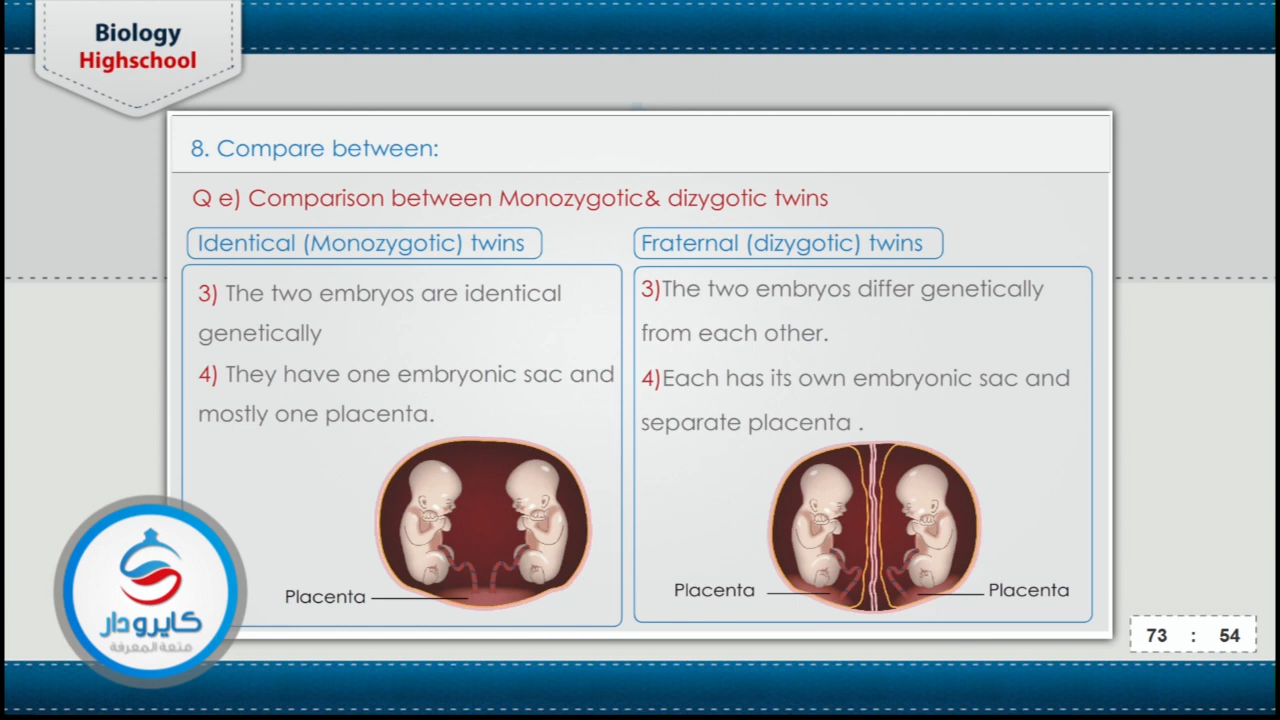 Biology
Highschool
8. Compare between:
Q e) Comparison between Monozygotic& dizygotic twins
Identical (Monozygotic) twins
3) The two embryos are identical
genetically
4) They have one embryonic sac and
mostly one placenta.
Placenta
Fraternal (dizygotic) twins
3)The two embryos differ genetically
from each other.
4)Each has its own embryonic sac and
separate placenta .
Placenta
Placenta
كايرودار
متعة المعرفة
73 : 54